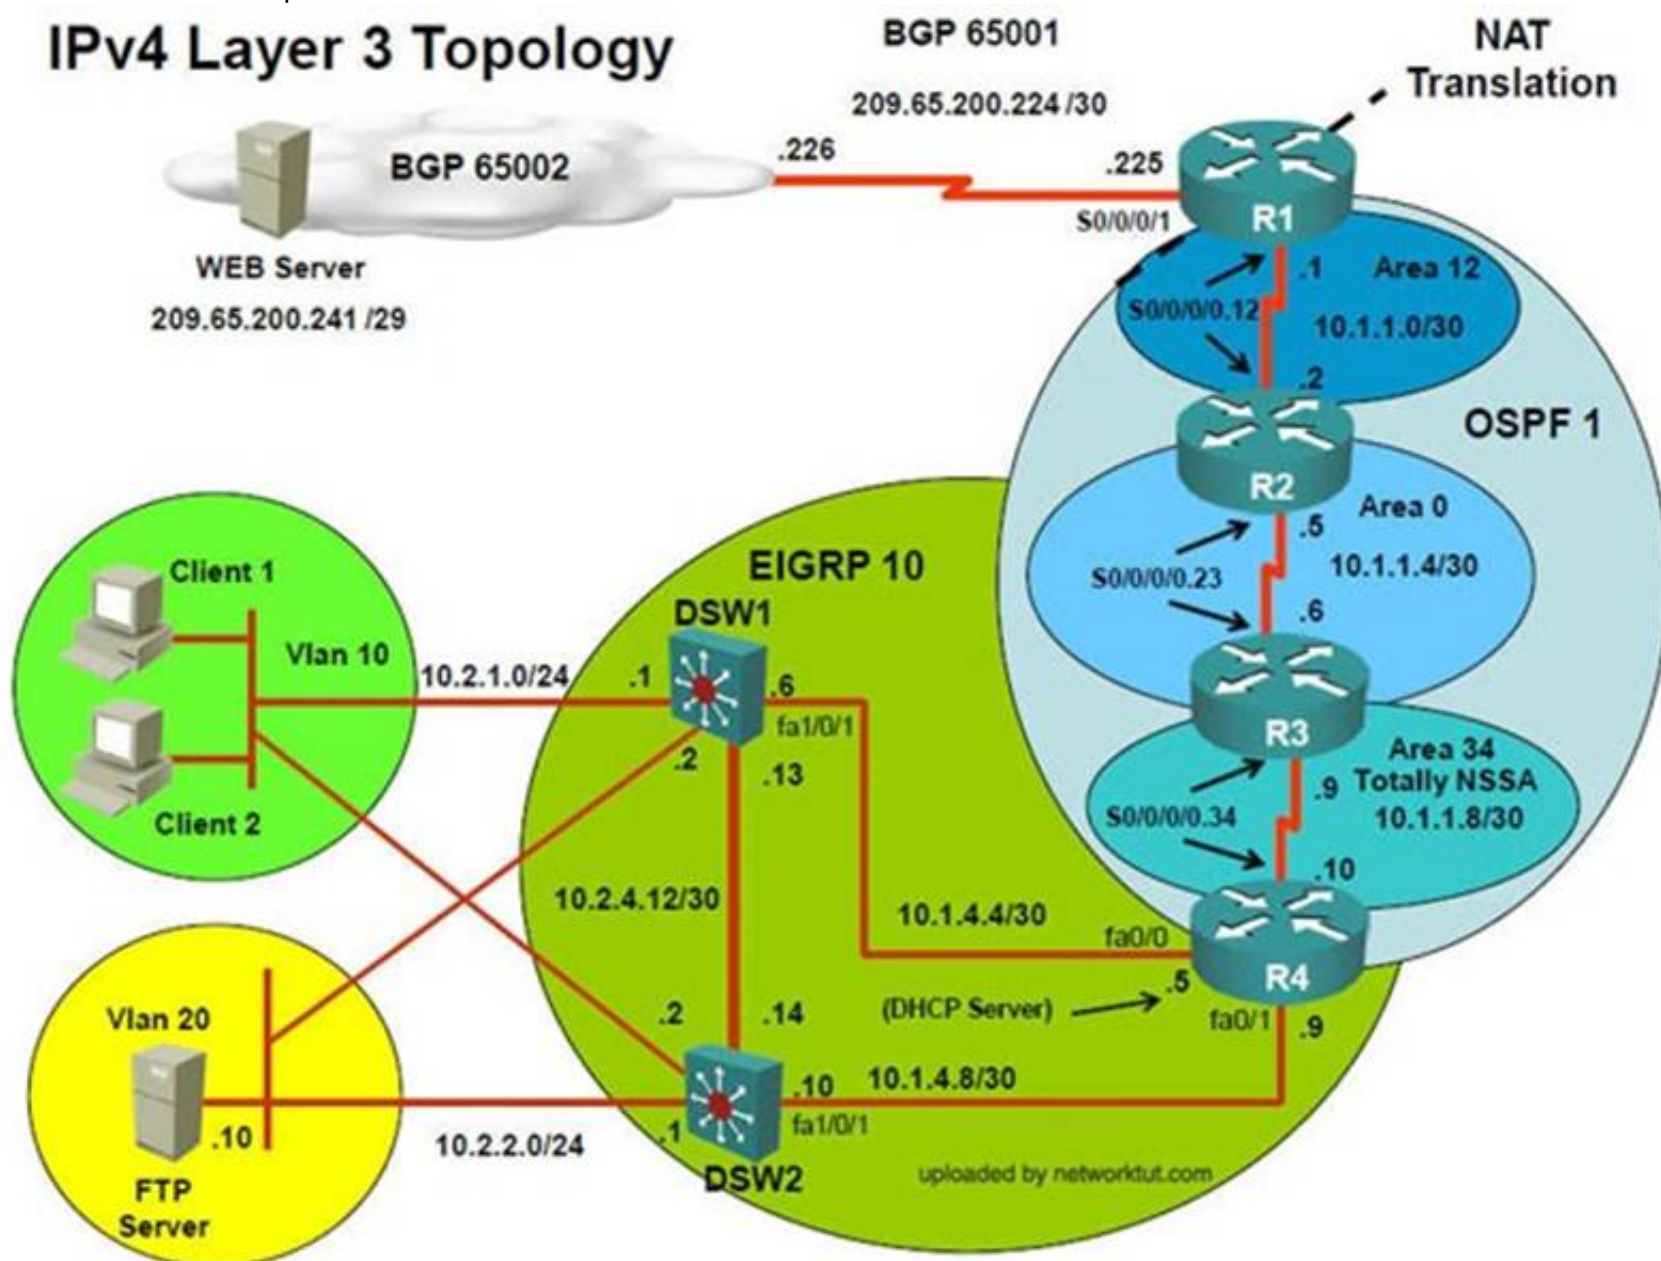 IPv4 Layer 3 Topology
BGP 65001
NAT
Translation
209.65.200.224 /30
BGP 65002
.226
.225
S0/0/0/1
R1
WEB Server
209.65.200.241 /29
.1
Area 12
S0/0/0/0.12
10.1.1.0/30
.2
OSPF 1
R2
Area 0
.5
10.1.1.4/30
S0/0/0/0.23
.6
R3
Area 34
Totally NSSA
.9
10.1.1.8/30
S0/0/0/0.34
.10
R4
EIGRP 10
Client 1
Vlan 10
Client 2
10.2.1.0/24
DSW1
.1
.6
fa1/0/1
.2
.13
10.2.4.12/30
10.1.4.4/30
fa0/0
.5
(DHCP Server)
fa0/1
.9
Vlan 20
.10
FTP
Server
10.2.2.0/24
.2
.14
.10
10.1.4.8/30
fa1/0/1
.1
DSW2
uploaded by networktut.com